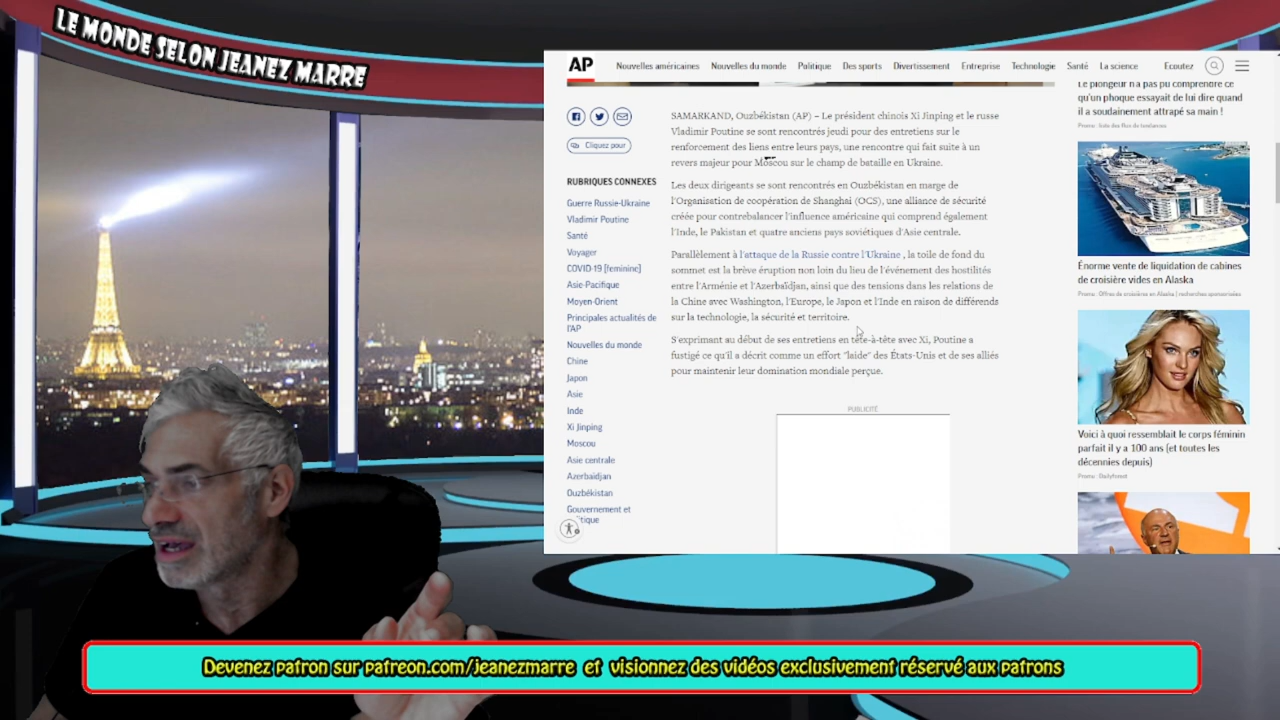 LE MONDE SELON JEANEZ MARRE
AP
Nouvelles américaines Nouvelles du monde Politique Des sports Divertissement Entreprise Technologie Santé La science Ecoutez
Cliquez pour
RUBRIQUES CONNEXES
Guerre Russie-Ukraine
Vladimir Poutine
Santé
Voyager
COVID-19 [feminine]
Asie-Pacifique
Moyen-Orient
Principales actualités de
l'AP
Nouvelles du monde
Chine
Japon
Asie
Inde
Xi Jinping
Moscou
Asie centrale
Azerbaïdjan
Ouzbékistan
Gouvernement et
itique
SAMARKAND, Ouzbékistan (AP) – Le président chinois Xi Jinping et le russe
Vladimir Poutine se sont rencontrés jeudi pour des entretiens sur le
renforcement des liens entre leurs pays, une rencontre qui fait suite à un
revers majeur pour Moscou sur le champ de bataille en Ukraine.
Les deux dirigeants se sont rencontrés en Ouzbékistan en marge de
l'Organisation de coopération de Shanghai (OCS), une alliance de sécurité
créée pour contrebalancer l'influence américaine qui comprend également
l'Inde, le Pakistan et quatre anciens pays soviétiques d'Asie centrale.
Parallèlement à l'attaque de la Russie contre l'Ukraine , la toile de fond du
sommet est la brève éruption non loin du lieu de l'événement des hostilités
entre l'Arménie et l'Azerbaïdjan, ainsi que des tensions dans les relations de
la Chine avec Washington, l'Europe, le Japon et l'Inde en raison de différends
sur la technologie, la sécurité et territoire.
S'exprimant au début de ses entretiens en tête-à-tête avec Xi, Poutine a
fustigé ce qu'il a décrit comme un effort "laide" des États-Unis et de ses alliés
pour maintenir leur domination mondiale perçue.
PUBLICITÉ
Le plongeur n'a pas pu comprendre ce
qu'un phoque essayait de lui dire quand
il a soudainement attrapé sa main !
Énorme vente de liquidation de cabines
de croisière vides en Alaska
Promo : Offres de croisières en Alaska | recherches sponsorisées
Voici à quoi ressemblait le corps féminin
parfait il y a 100 ans (et toutes les
décennies depuis)
Promo : Dailyforest
Devenez patron sur patreon.com/jeanezmarre et visionnez des vidéos exclusivement réservé aux patrons